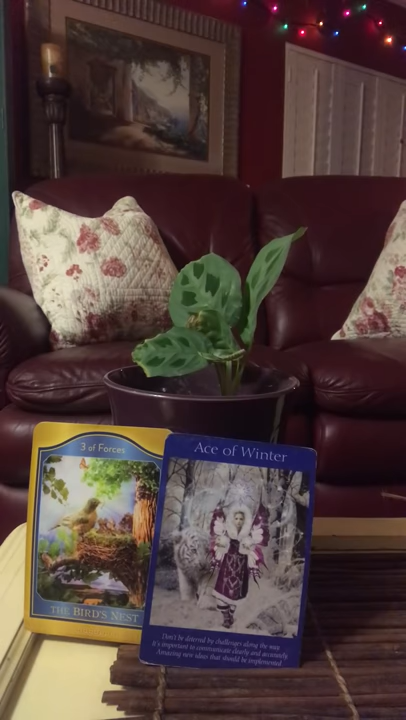 3 of Forces
THE BIRD'S NEST
Ace of Winter
Don't be deterred by challenges along the way
It's important to communicate clearly and accurately
Amazing new ideas that should be implemented